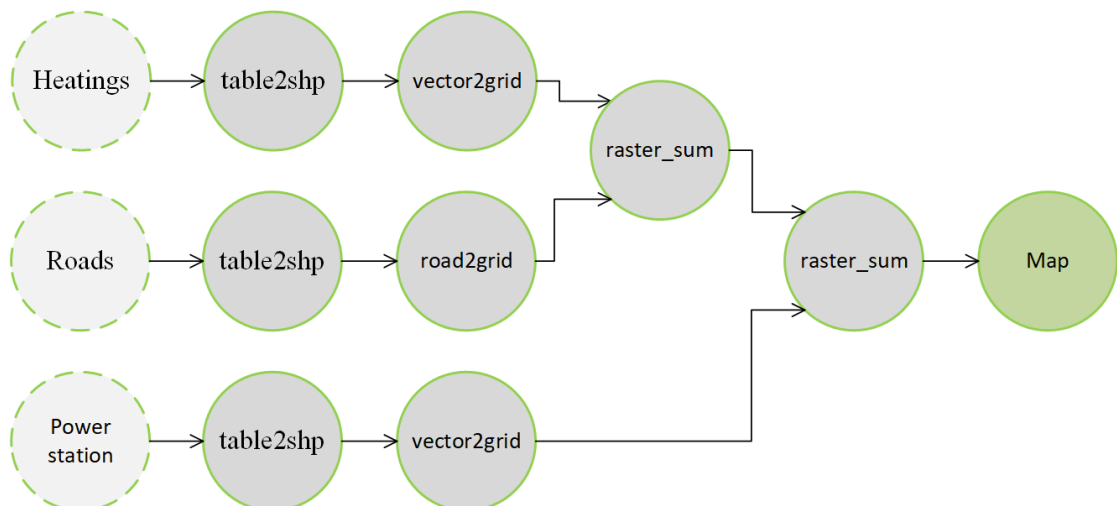 Heatings
table2shp
vector2grid
raster_sum
Roads
table2shp
road2grid
raster_sum
Map
Power
station
table2shp
vector2grid